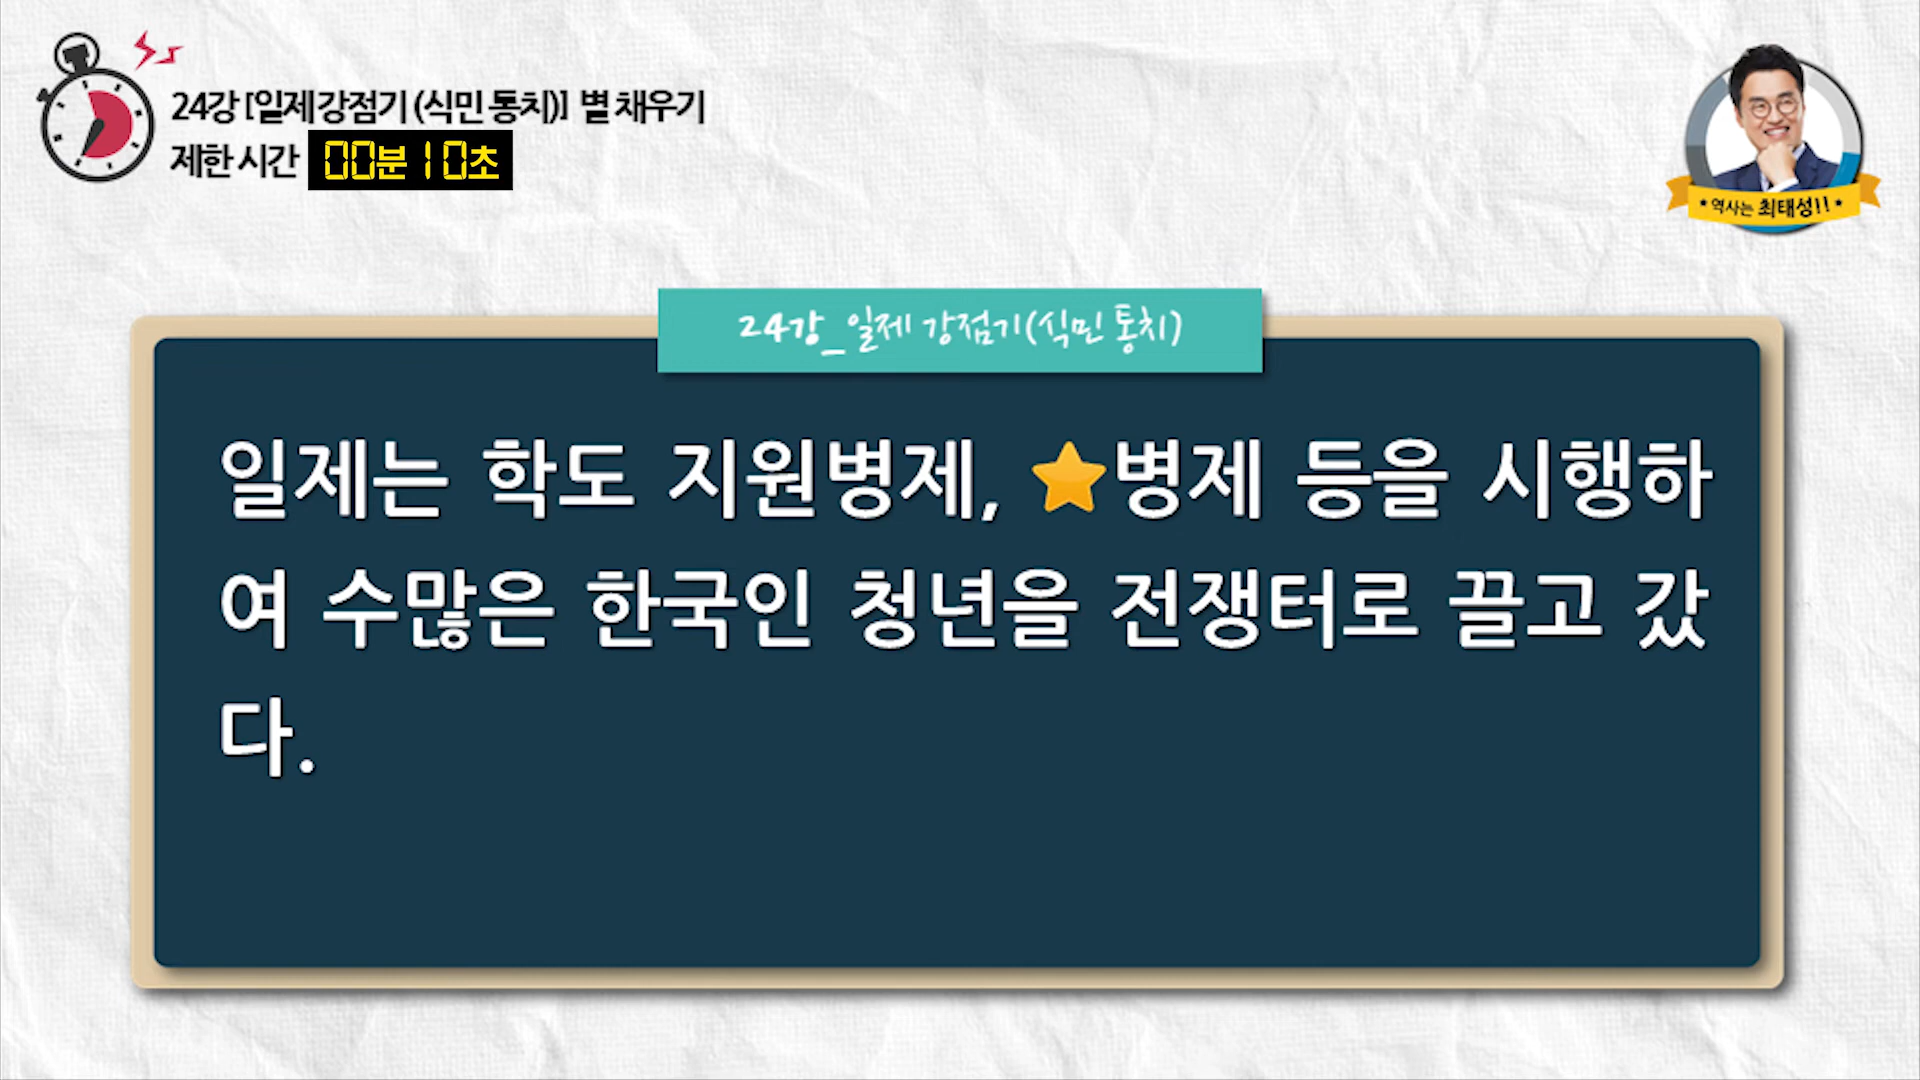 24강 [일제 강점기 (식민 통치)] 별 채우기
제한 시간 00분 10초
*역사는 최태성!!*
24강_일제 강점기(식민 통치)
일제는 학도 지원병제, ⭐병제 등을 시행하
여 수많은 한국인 청년을 전쟁터로 끌고 갔
다.